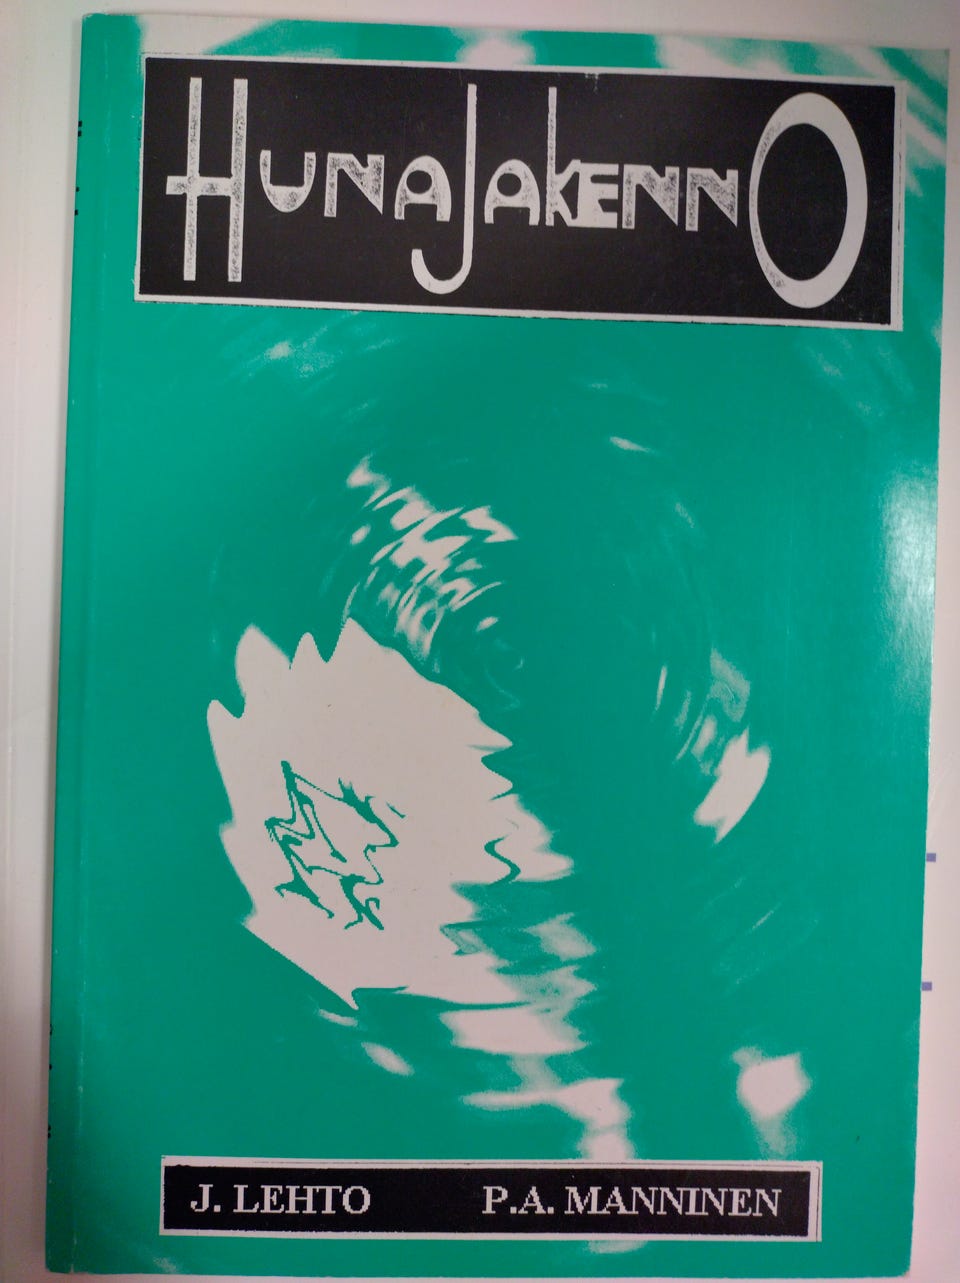 HUNAJAKENNO
J. LEHTO P.A. MANNINEN